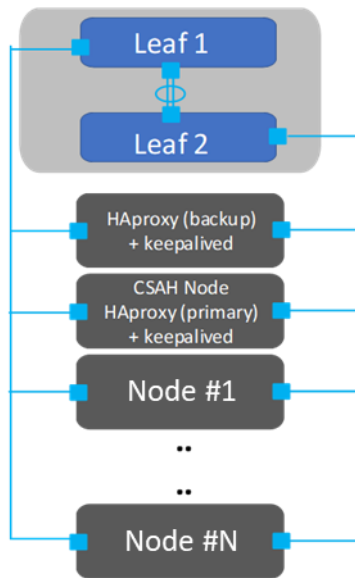 Leaf 1
Leaf 2
HAproxy (backup)
+ keepalived
CSAH Node
HAproxy (primary)
+ keepalived
Node #1
..
..
Node #N